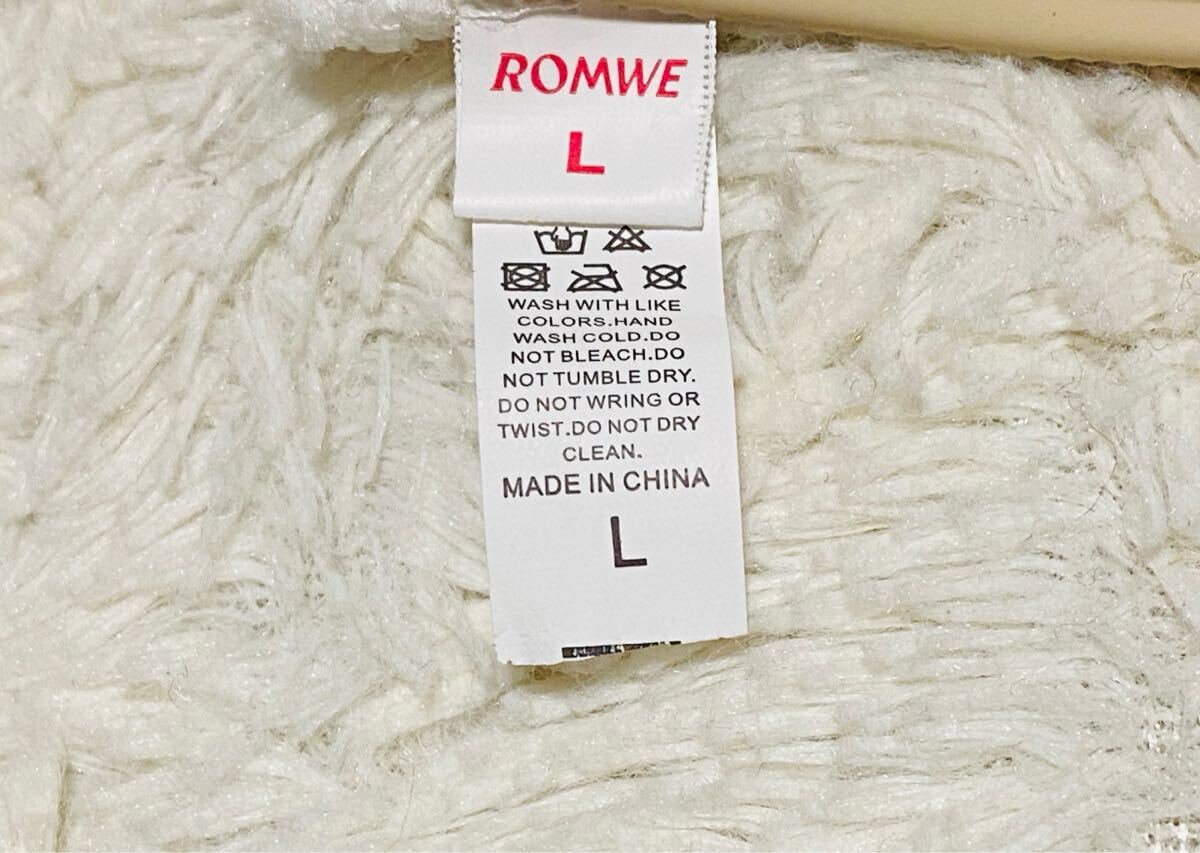 ROMWE
L
WASH WITH LIKE
COLORS.HAND
WASH COLD.DO
NOT BLEACH.DO
NOT TUMBLE DRY.
DO NOT WRING OR
TWIST.DO NOT DRY
CLEAN.
MADE IN CHINA
L